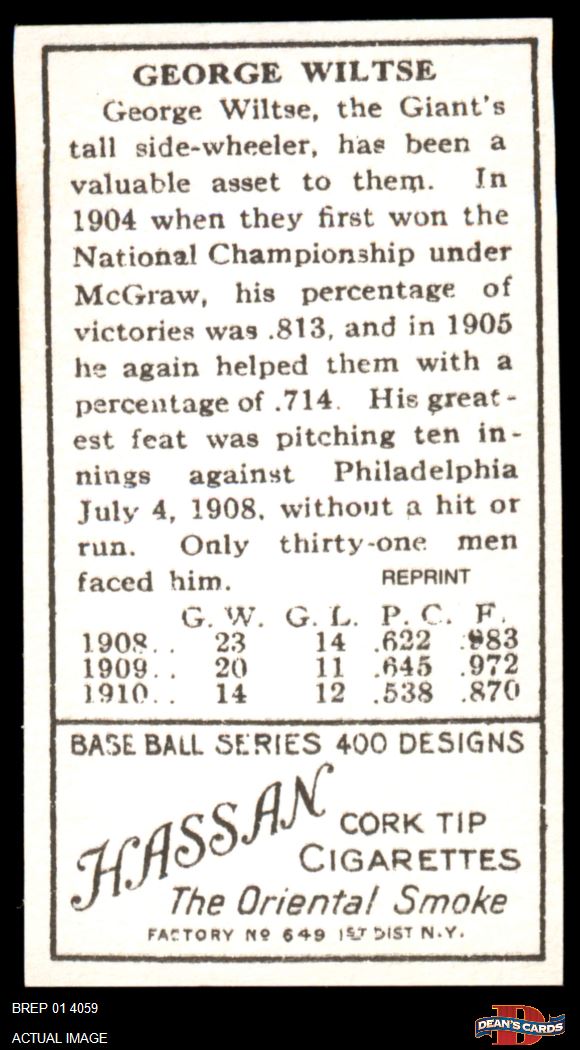 GEORGE WILTSE
George Wiltse, the Giant's
tall side-wheeler, has been a
valuable asset to them. In
1904 when they first won the
National Championship under
McGraw, his percentage of
victories was .813, and in 1905
he again helped them with a
percentage of .714. His great-
est feat was pitching ten in-
nings against Philadelphia
July 4, 1908, without a hit or
run. Only thirty-one men
faced him. REPRINT
G. W. G. L. P. C. F.
1908.. 23 14 .622 .983
1909.. 20 11 .645 .972
1910.. 14 12 .538 .870
BASE BALL SERIES 400 DESIGNS
HASSAN
CORK TIP
CIGARETTES
The Oriental Smoke
FACTORY Nº 649 1ST DIST N.Y.
BREP 01 4059
ACTUAL IMAGE
D
DEAN'S CARDS